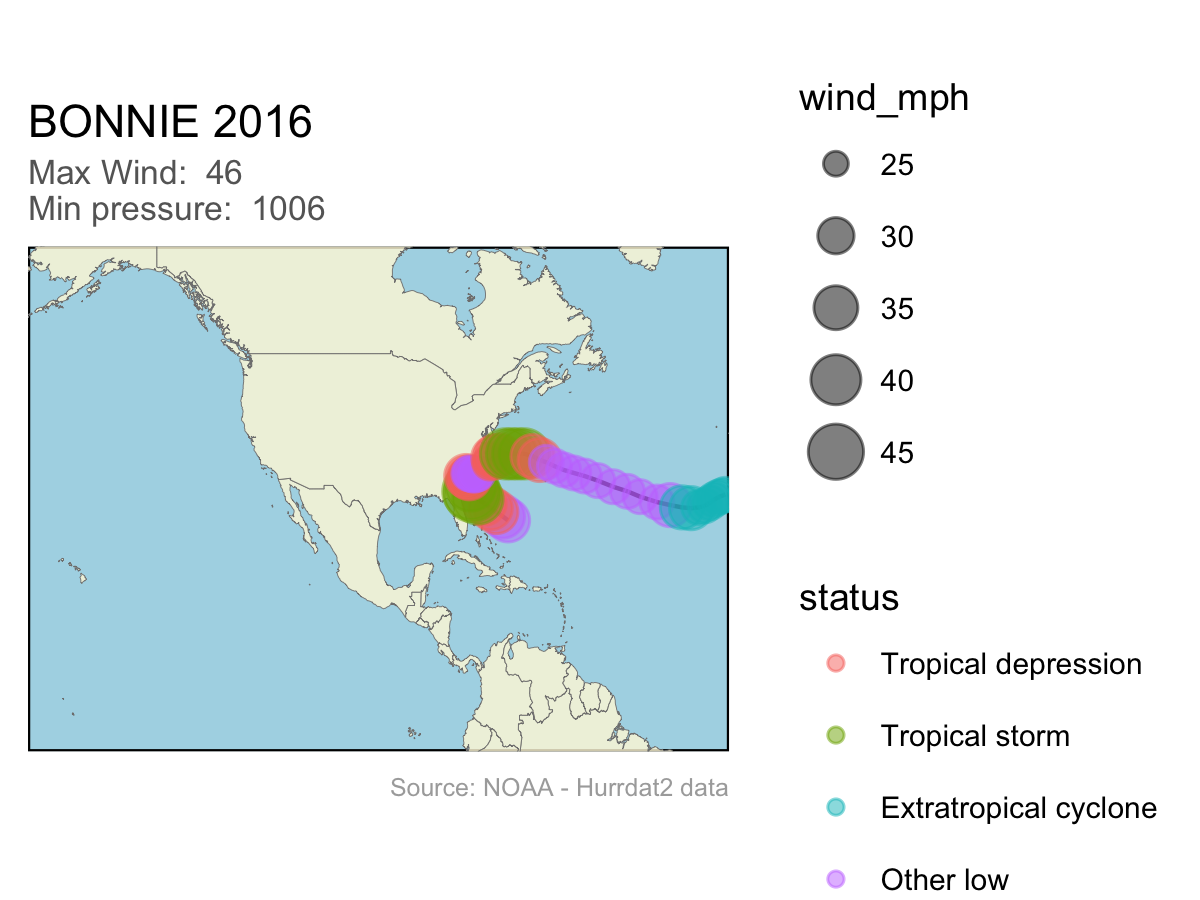 BONNIE 2016
Max Wind:  46
Min pressure:  1006
Source: NOAA - Hurrdat2 data
wind_mph
25
30
35
40
45
status
Tropical depression
Tropical storm
Extratropical cyclone
Other low